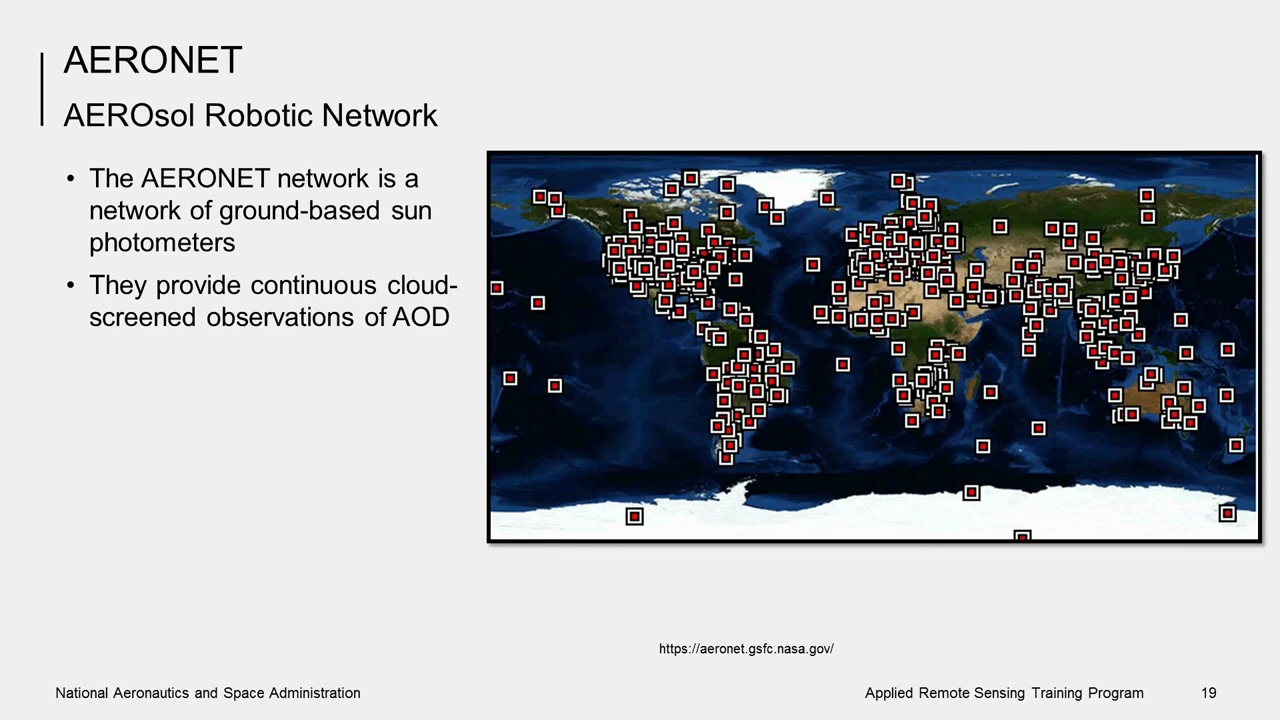 AERONET
AEROsol Robotic Network
• The AERONET network is a
network of ground-based sun
photometers
• They provide continuous cloud-
screened observations of AOD
https://aeronet.gsfc.nasa.gov/
National Aeronautics and Space Administration
Applied Remote Sensing Training Program
19